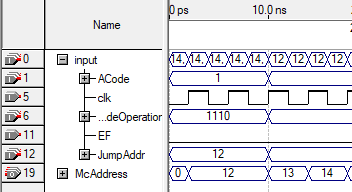 Name 0 ps 10.0 ns
0 input 14. 14. 14. 14. 14. 12 12 12 12
1 ACode 1
5 clk
6 ...deOperation 1110
11 EF
12 JumpAddr 12
19 McAddress 0 12 13 14